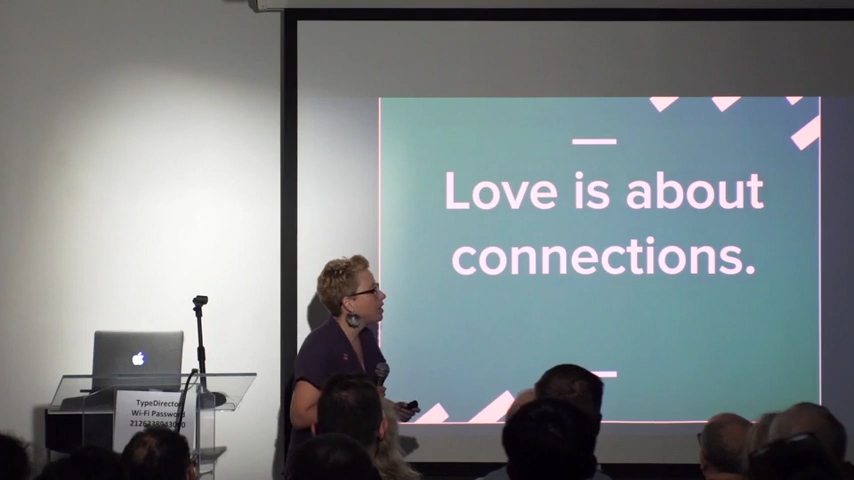 Love is about
connections.
TypeDirector
Wi-Fi Password